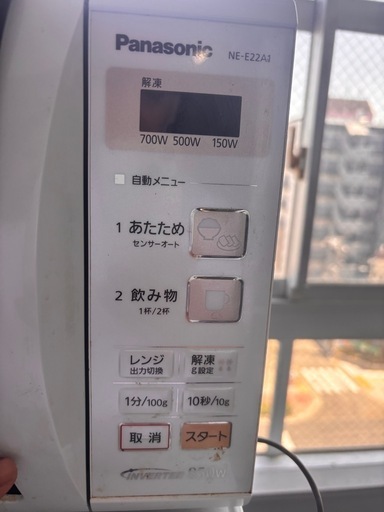 Panasonic NE-E22A1
解凍
700W 500W 150W
自動メニュー
1 あたため
センサーオート
2 飲み物
1杯/2杯
レンジ 解凍
出力切換 g設定
1分/100g 10秒/10g
取消 スタート
INVERTER